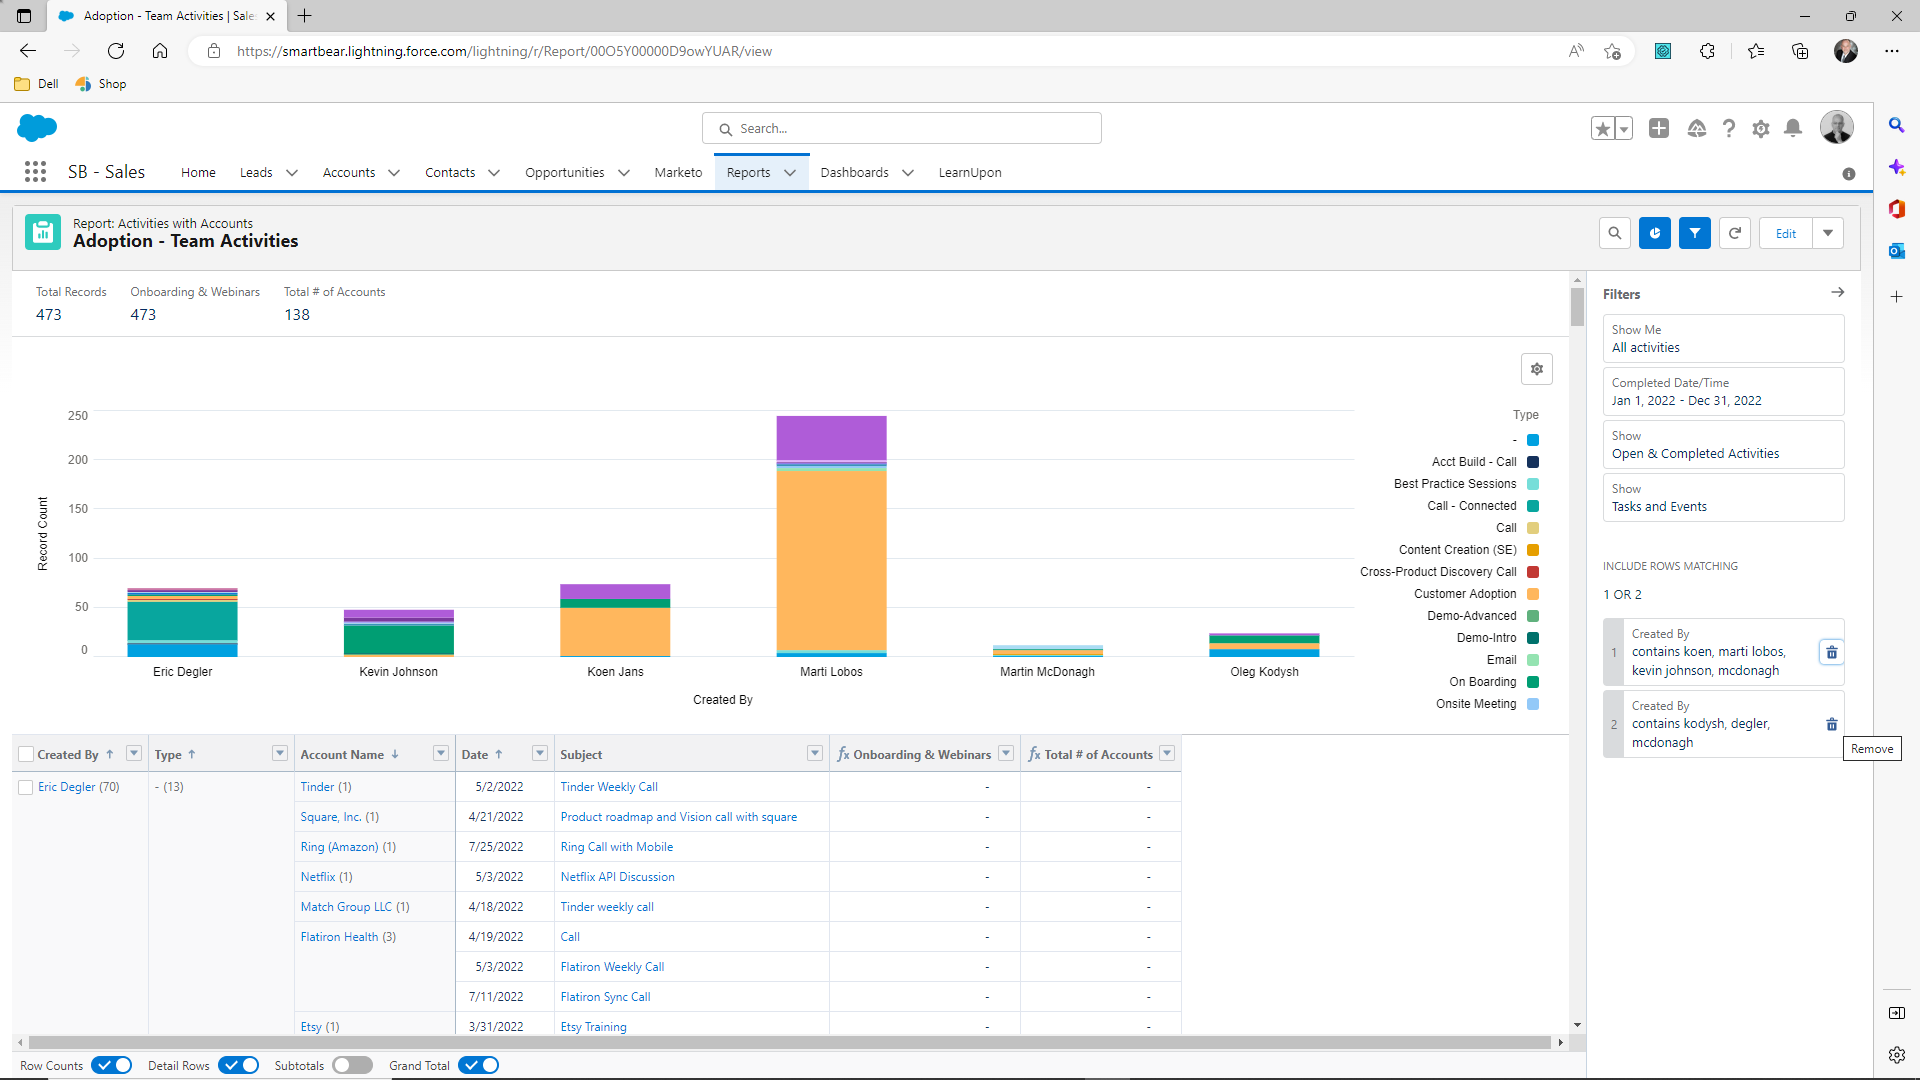 Adoption - Team Activities | Sale
https://smartbear.lightning.force.com/lightning/r/Report/00O5Y00000D9owYUAR/view
Dell
Shop
Search...
SB - Sales
Home
Leads
Accounts
Contacts
Opportunities
Marketo
Reports
Dashboards
LearnUpon
Report: Activities with Accounts
Adoption - Team Activities
Edit
Total Records
473
Onboarding & Webinars
473
Total # of Accounts
138
Record Count
250
200
150
100
50
0
Eric Degler
Kevin Johnson
Koen Jans
Marti Lobos
Martin McDonagh
Oleg Kodysh
Created By
Type
-
Acct Build - Call
Best Practice Sessions
Call - Connected
Call
Content Creation (SE)
Cross-Product Discovery Call
Customer Adoption
Demo-Advanced
Demo-Intro
Email
On Boarding
Onsite Meeting
Filters
Show Me
All activities
Completed Date/Time
Jan 1, 2022 - Dec 31, 2022
Show
Open & Completed Activities
Show
Tasks and Events
INCLUDE ROWS MATCHING
1 OR 2
1
Created By
contains koen, marti lobos,
kevin johnson, mcdonagh
2
Created By
contains kodysh, degler,
mcdonagh
Remove
Created By ↑ Type ↑ Account Name ↓ Date ↑ Subject fx Onboarding & Webinars fx Total # of Accounts
Eric Degler (70) - (13) Tinder (1) 5/2/2022 Tinder Weekly Call - -
Square, Inc. (1) 4/21/2022 Product roadmap and Vision call with square - -
Ring (Amazon) (1) 7/25/2022 Ring Call with Mobile - -
Netflix (1) 5/3/2022 Netflix API Discussion - -
Match Group LLC (1) 4/18/2022 Tinder weekly call - -
Flatiron Health (3) 4/19/2022 Call - -
5/3/2022 Flatiron Weekly Call - -
7/11/2022 Flatiron Sync Call - -
Etsy (1) 3/31/2022 Etsy Training - -
Row Counts
Detail Rows
Subtotals
Grand Total